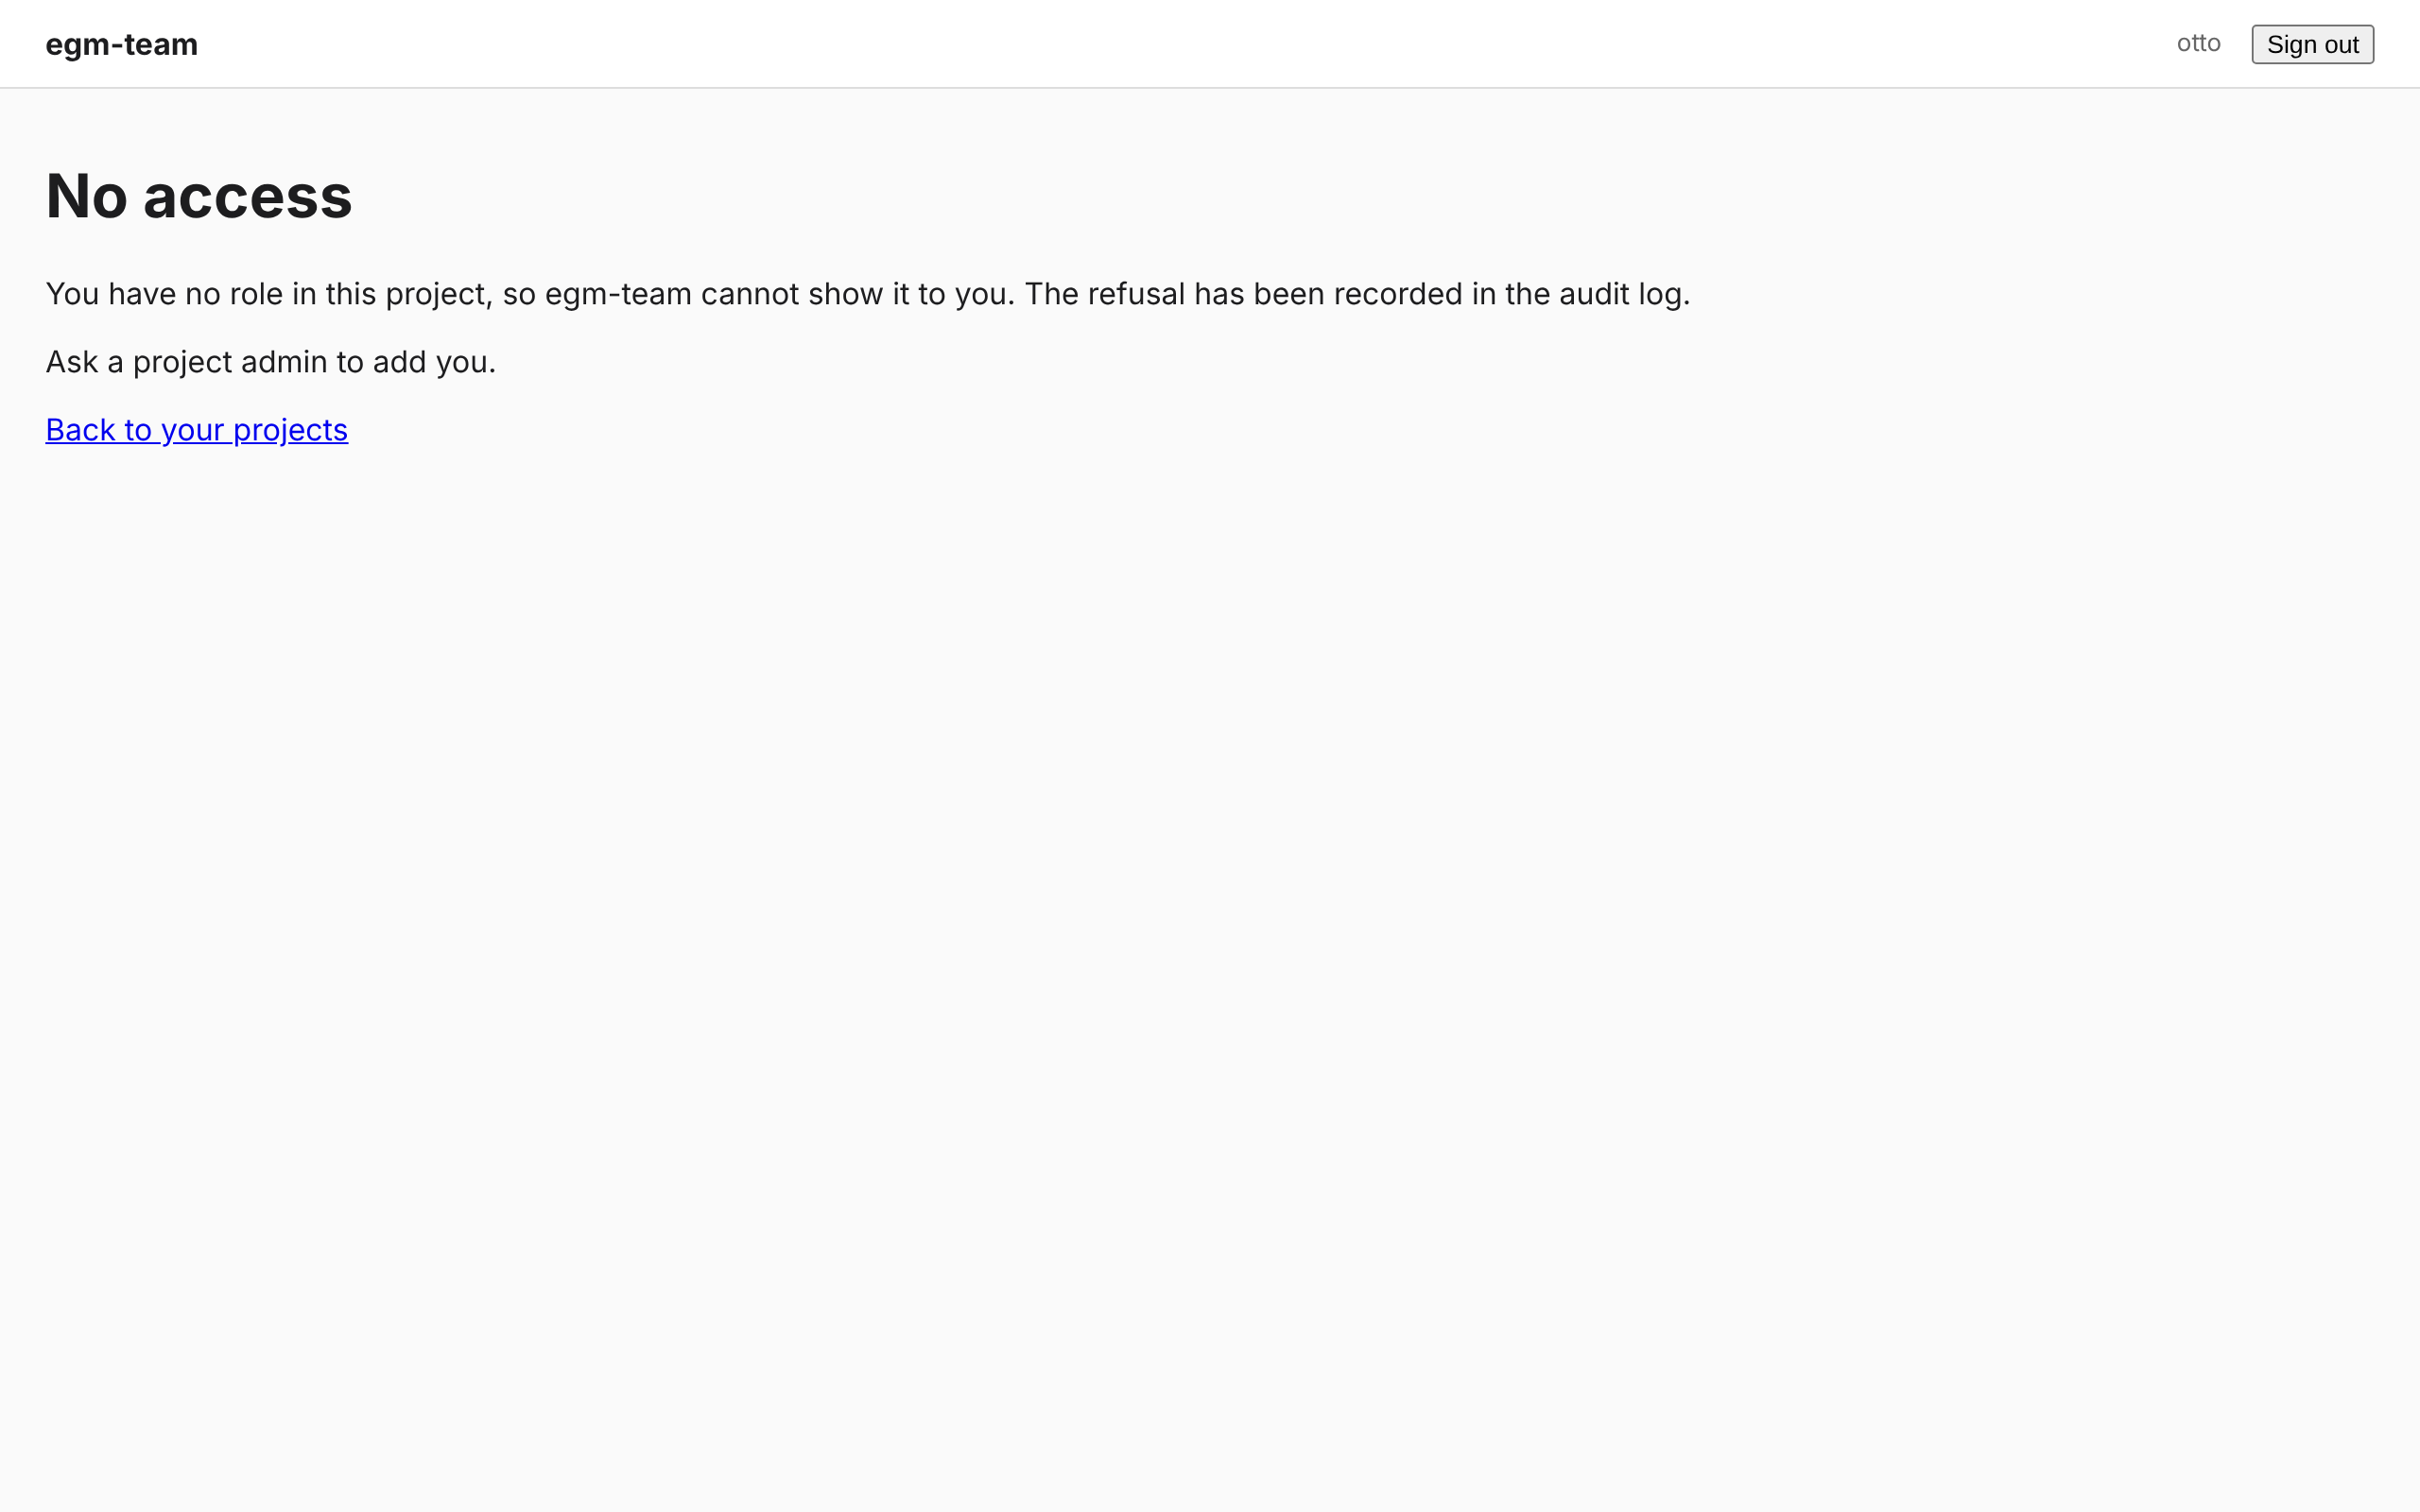 egm-team
otto
Sign out
No access
You have no role in this project, so egm-team cannot show it to you. The refusal has been recorded in the audit log.
Ask a project admin to add you.
Back to your projects